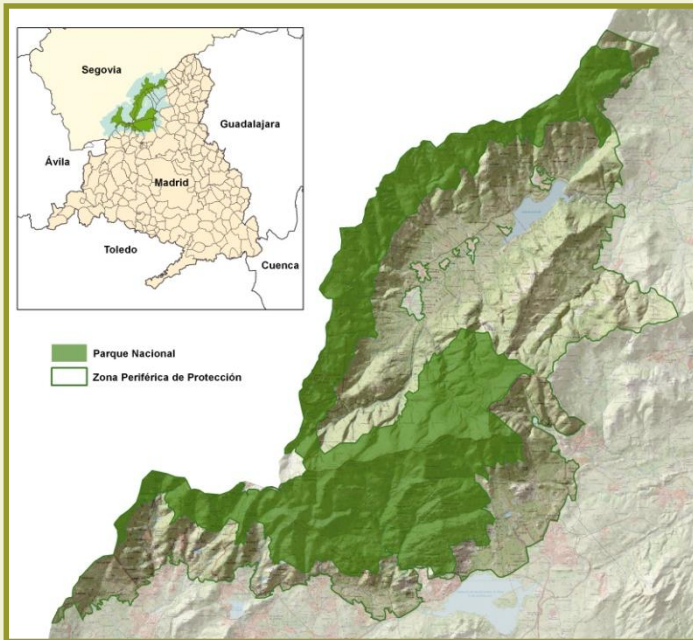 Segovia
Guadalajara
Ávila
Madrid
Toledo
Cuenca
Parque Nacional
Zona Periférica de Protección